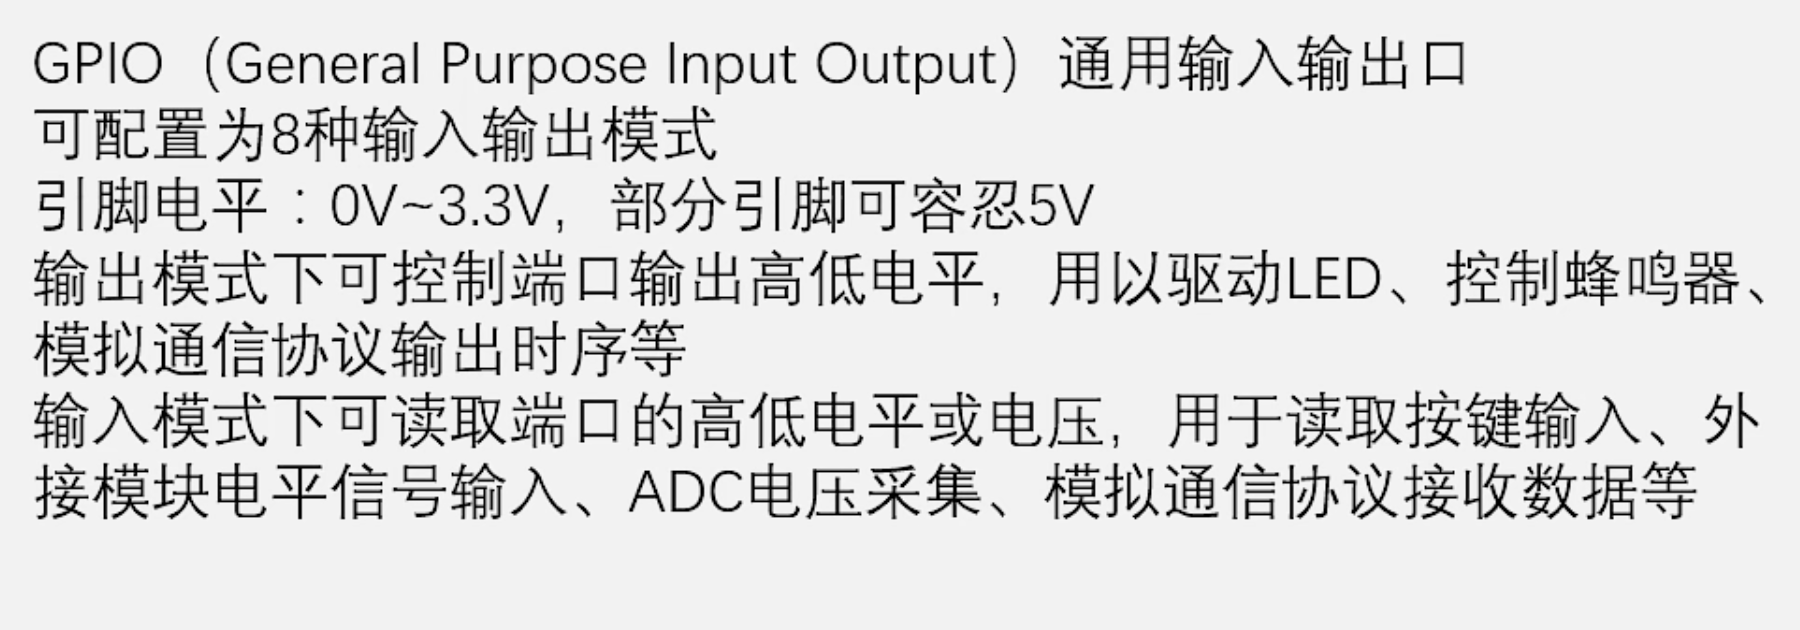 GPIO（General Purpose Input Output）通用输入输出口
可配置为8种输入输出模式
引脚电平：0V~3.3V，部分引脚可容忍5V
输出模式下可控制端口输出高低电平，用以驱动LED、控制蜂鸣器、
模拟通信协议输出时序等
输入模式下可读取端口的高低电平或电压，用于读取按键输入、外
接模块电平信号输入、ADC电压采集、模拟通信协议接收数据等